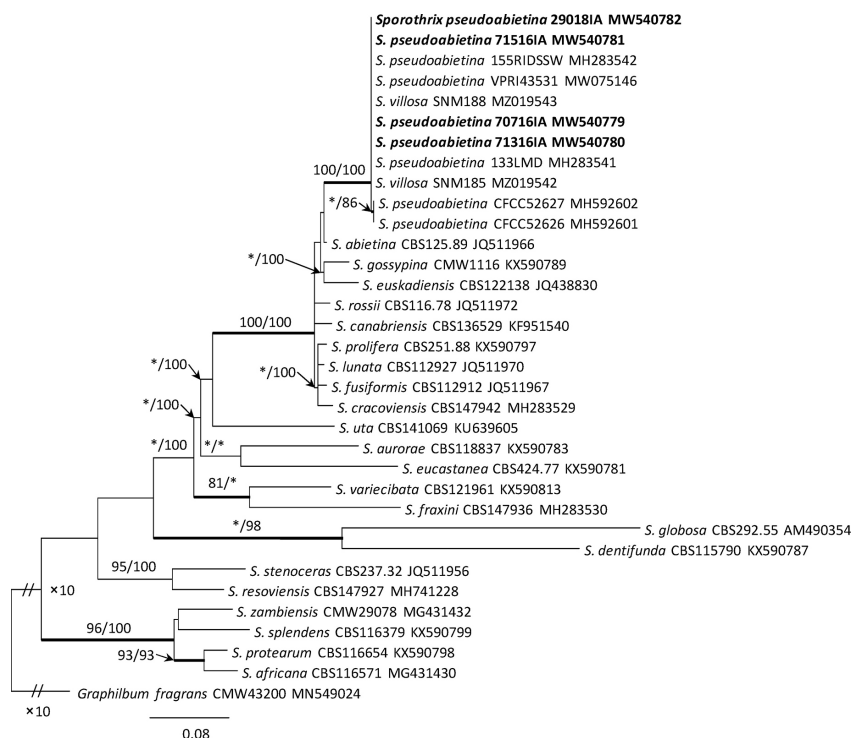 Sporothrix pseudoabietina 29018IA MW540782
S. pseudoabietina 71516IA MW540781
S. pseudoabietina 155RIDSSW MH283542
S. pseudoabietina VPRI43531 MW075146
S. villosa SNM188 MZ019543
S. pseudoabietina 70716IA MW540779
S. pseudoabietina 71316IA MW540780
S. pseudoabietina 133LMD MH283541
100/100
S. villosa SNM185 MZ019542
*/86
S. pseudoabietina CFCC52627 MH592602
S. pseudoabietina CFCC52626 MH592601
S. abietina CBS125.89 JQ511966
*/100
S. gossypina CMW1116 KX590789
S. euskadiensis CBS122138 JQ438830
S. rossii CBS116.78 JQ511972
100/100
S. canabriensis CBS136529 KF951540
S. prolifera CBS251.88 KX590797
*/100
S. lunata CBS112927 JQ511970
*/100
S. fusiformis CBS112912 JQ511967
*/100
S. cracoviensis CBS147942 MH283529
S. uta CBS141069 KU639605
*/100
*/*
S. aurorae CBS118837 KX590783
S. eucastanea CBS424.77 KX590781
81/*
S. variecibata CBS121961 KX590813
S. fraxini CBS147936 MH283530
*/98
S. globosa CBS292.55 AM490354
S. dentifunda CBS115790 KX590787
95/100
S. stenoceras CBS237.32 JQ511956
×10
S. resoviensis CBS147927 MH741228
S. zambiensis CMW29078 MG431432
96/100
S. splendens CBS116379 KX590799
93/93
S. protearum CBS116654 KX590798
S. africana CBS116571 MG431430
Graphilbum fragrans CMW43200 MN549024
×10
0.08